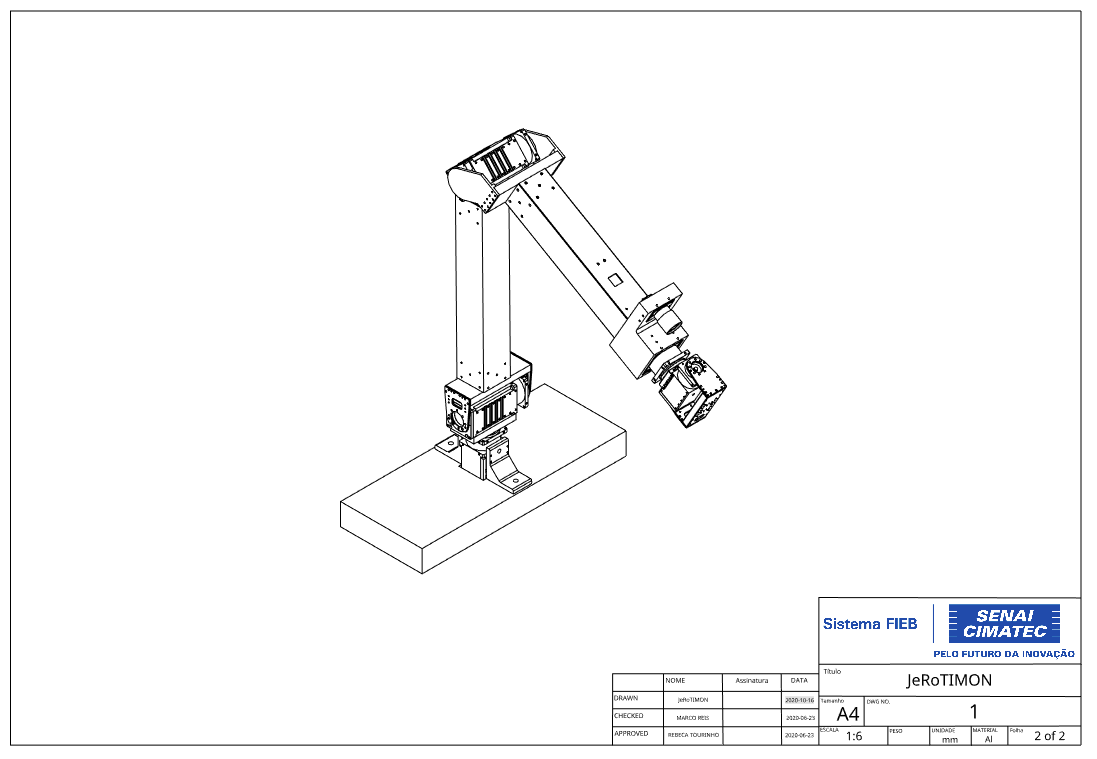 Sistema FIEB
SENAI
CIMATEC
PELO FUTURO DA INOVAÇÃO
Título
JeRoTIMON
NOME Assinatura DATA
DRAWN JeRoTIMON 2020-10-16
CHECKED MARCO REIS 2020-06-23
APPROVED REBECA TOURINHO 2020-06-23
Tamanho
A4
DWG NO.
1
ESCALA
1:6
PESO
UNIDADE
mm
MATERIAL
Al
Folha
2 of 2